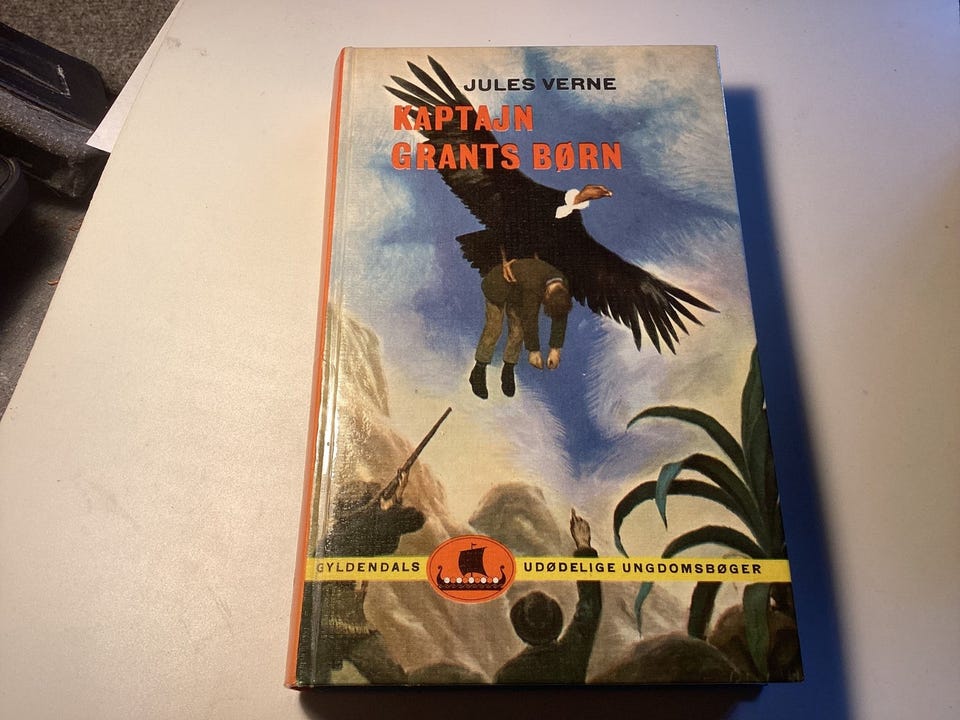 JULES VERNE
KAPTAJN
GRANTS BØRN
GYLDENDALS UDØDELIGE UNGDOMSBØGER